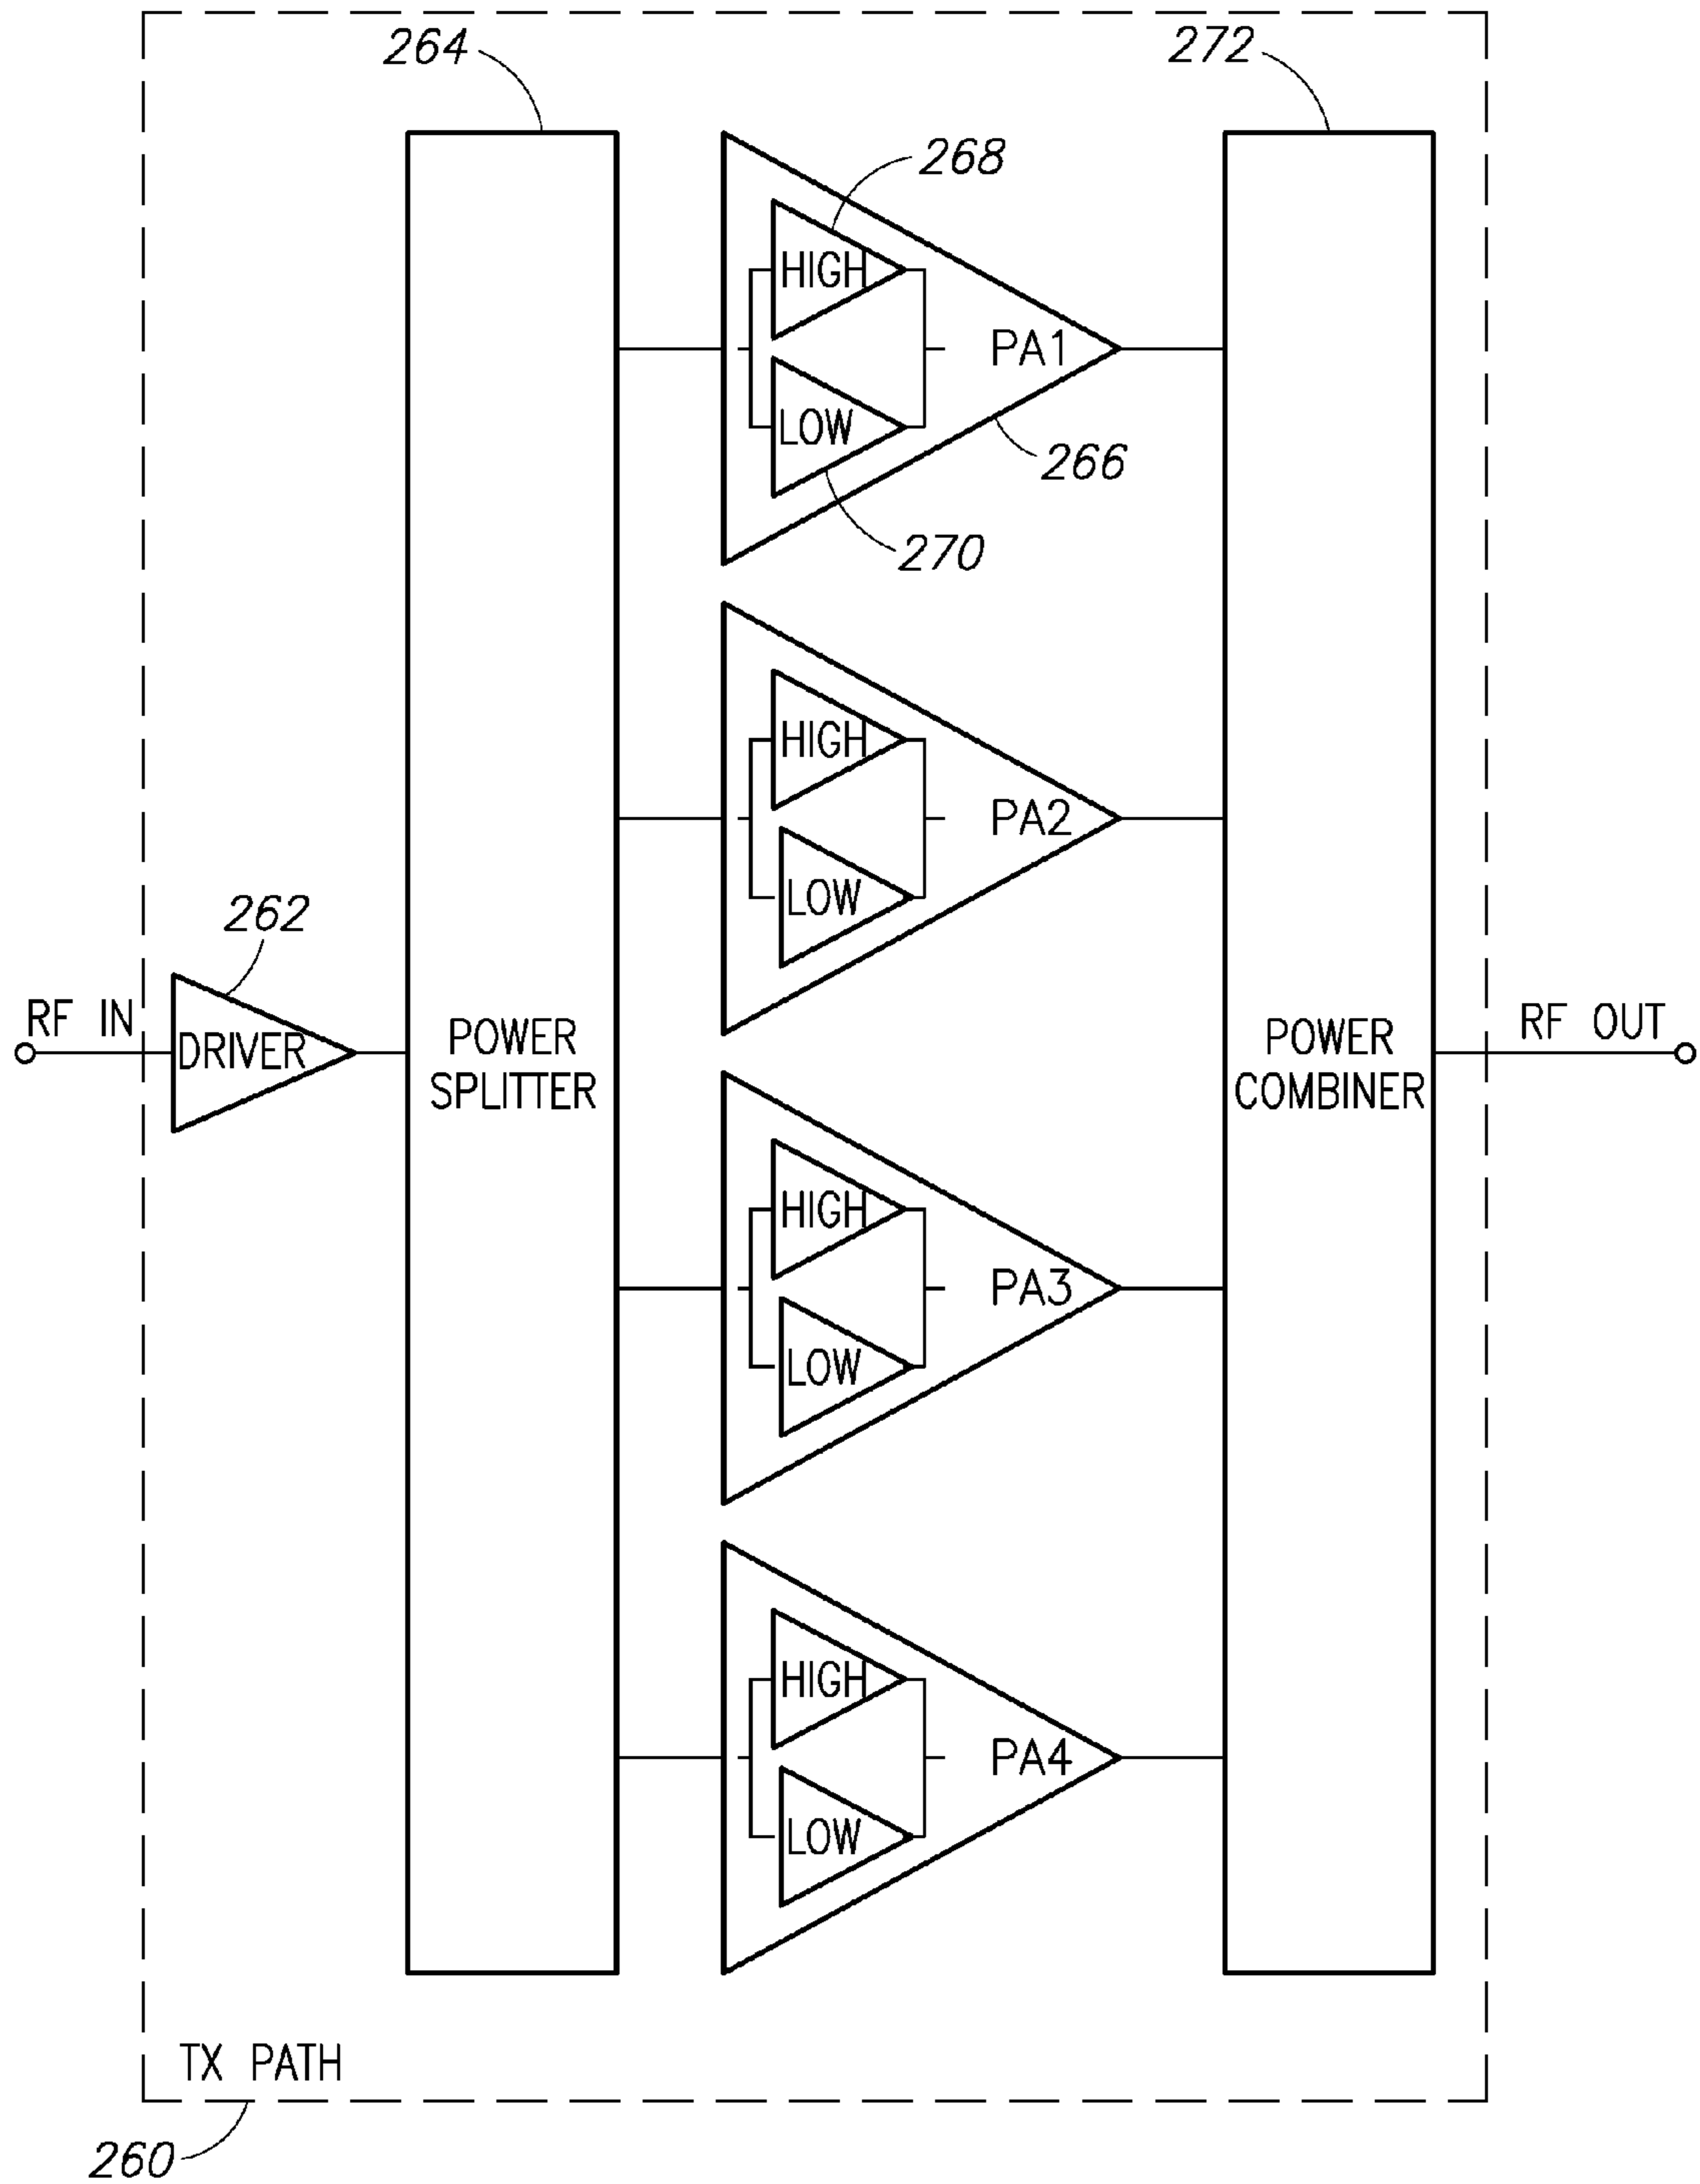 264
272
268
HIGH
PA1
LOW
266
270
HIGH
PA2
LOW
262
RF IN
DRIVER
POWER
SPLITTER
POWER
COMBINER
RF OUT
HIGH
PA3
LOW
HIGH
PA4
LOW
TX PATH
260